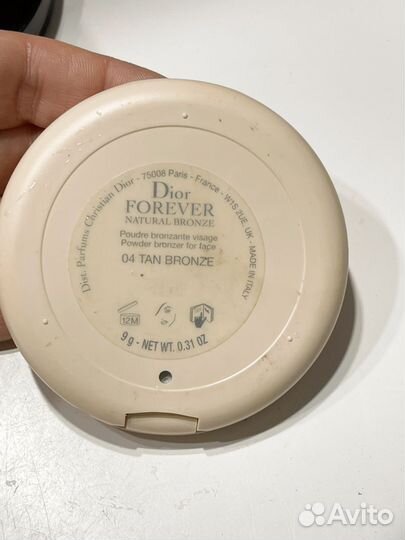 Dist. Parfums Christian Dior - 75008 Paris - France - W1S 2UE. UK - MADE IN ITALY
Dior
FOREVER
NATURAL BRONZE
Poudre bronzante visage
Powder bronzer for face
04 TAN BRONZE
12M
9 g - NET WT. 0.31 OZ
Avito